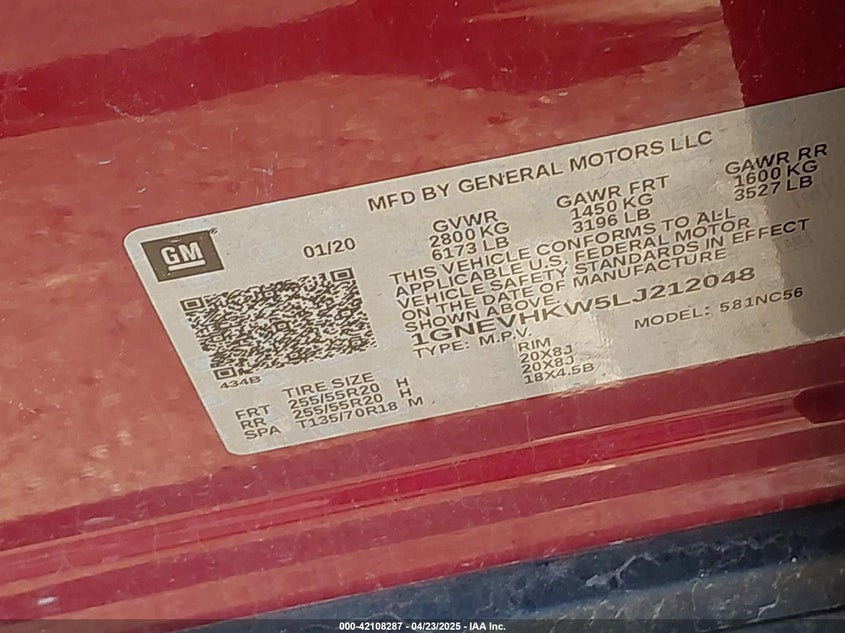 MFD BY GENERAL MOTORS LLC
GM
01/20
GVWR
2800 KG
6173 LB
GAWR FRT
1450 KG
3196 LB
GAWR RR
1600 KG
3527 LB
THIS VEHICLE CONFORMS TO ALL
APPLICABLE U.S. FEDERAL MOTOR
VEHICLE SAFETY STANDARDS IN EFFECT
ON THE DATE OF MANUFACTURE
SHOWN ABOVE.
1GNEVHKW5LJ212048
TYPE: M.P.V. MODEL: 581NC56
434B
TIRE SIZE RIM
FRT 255/55R20 H 20X8J
RR 255/55R20 H 20X8J
SPA T135/70R18 M 18X4.5B
000-42108287 - 04/23/2025 - IAA Inc.